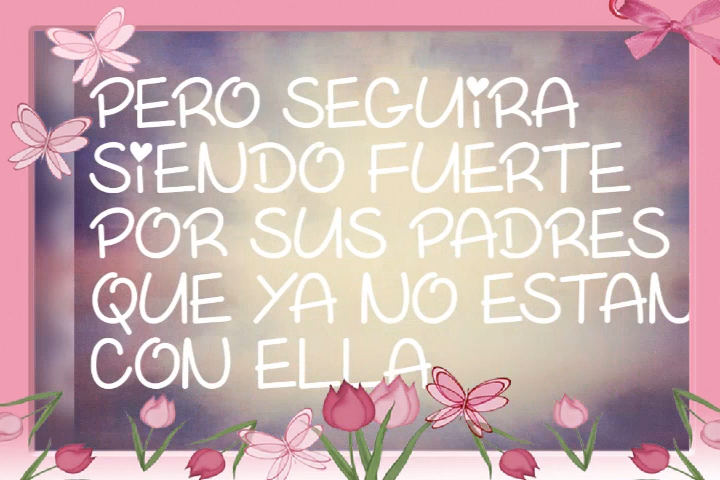 PERO SEGUiRA
SiENDO FUERTE
POR SUS PADRES
QUE YA NO ESTAN
CON ELLA